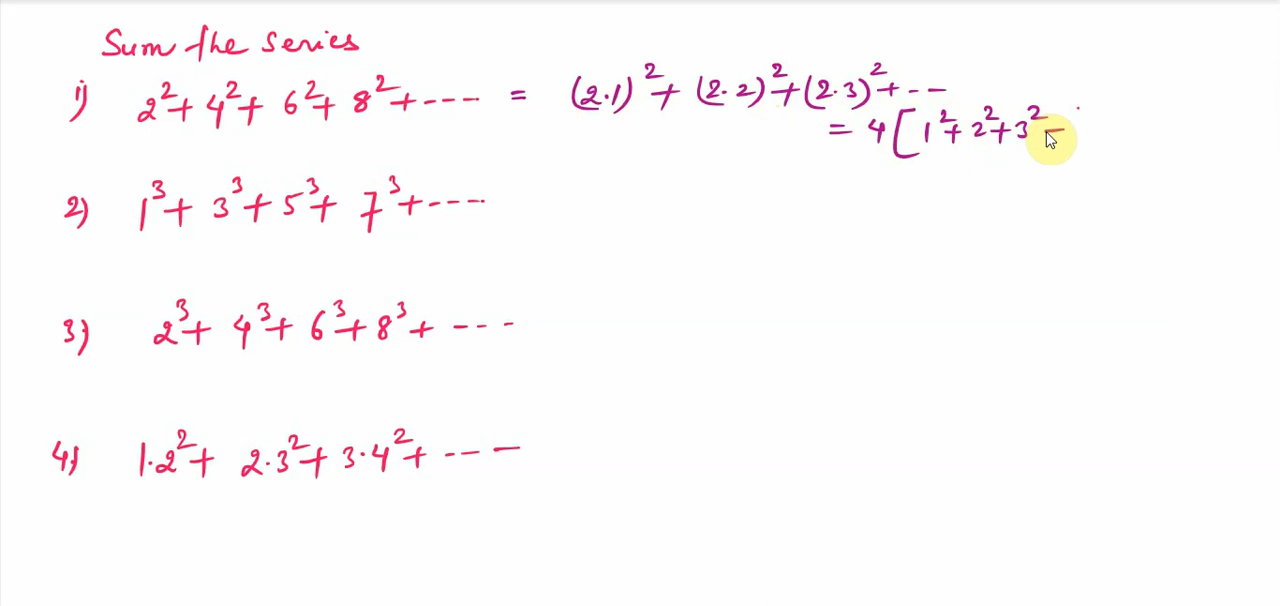 Sum the series
1) 2² + 4² + 6² + 8² + ---- = (2·1)² + (2·2)² + (2·3)² + --
= 4 [ 1² + 2² + 3² -
2) 1³ + 3³ + 5³ + 7³ + ----
3) 2³ + 4³ + 6³ + 8³ + ---
4) 1·2² + 2·3² + 3·4² + ----